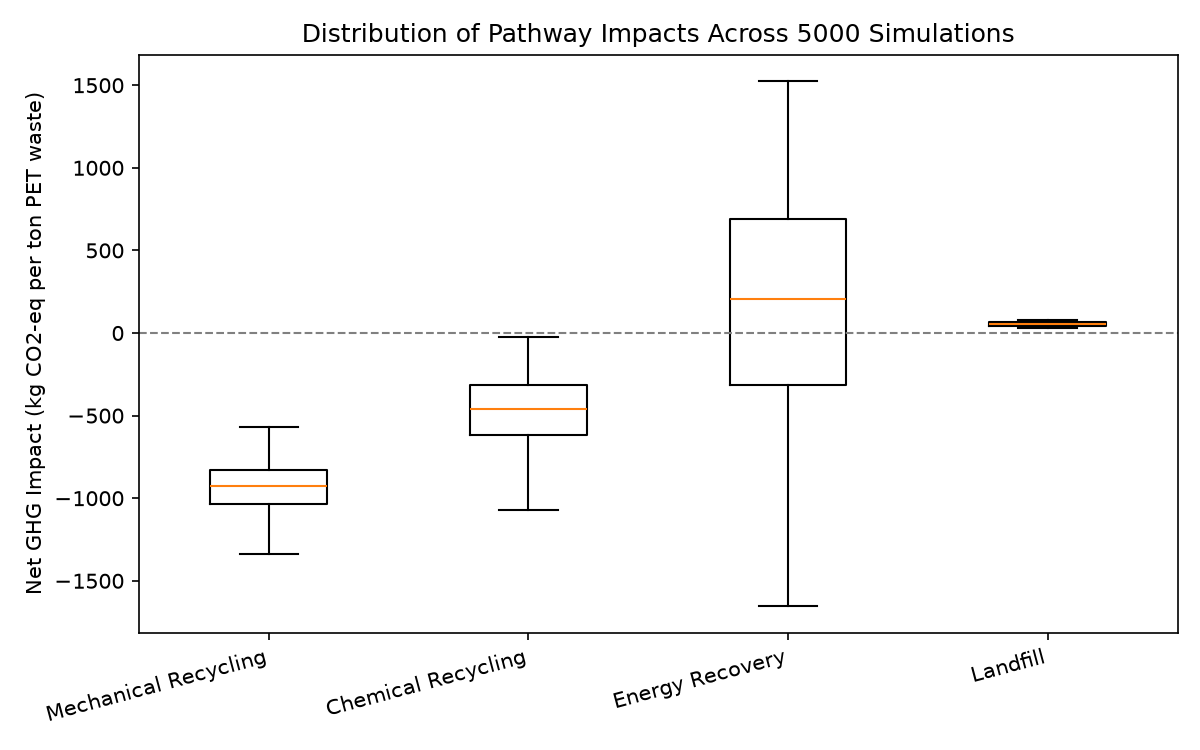 Distribution of Pathway Impacts Across 5000 Simulations
Net GHG Impact (kg CO2-eq per ton PET waste)
1500
1000
500
0
−500
−1000
−1500
Mechanical Recycling
Chemical Recycling
Energy Recovery
Landfill